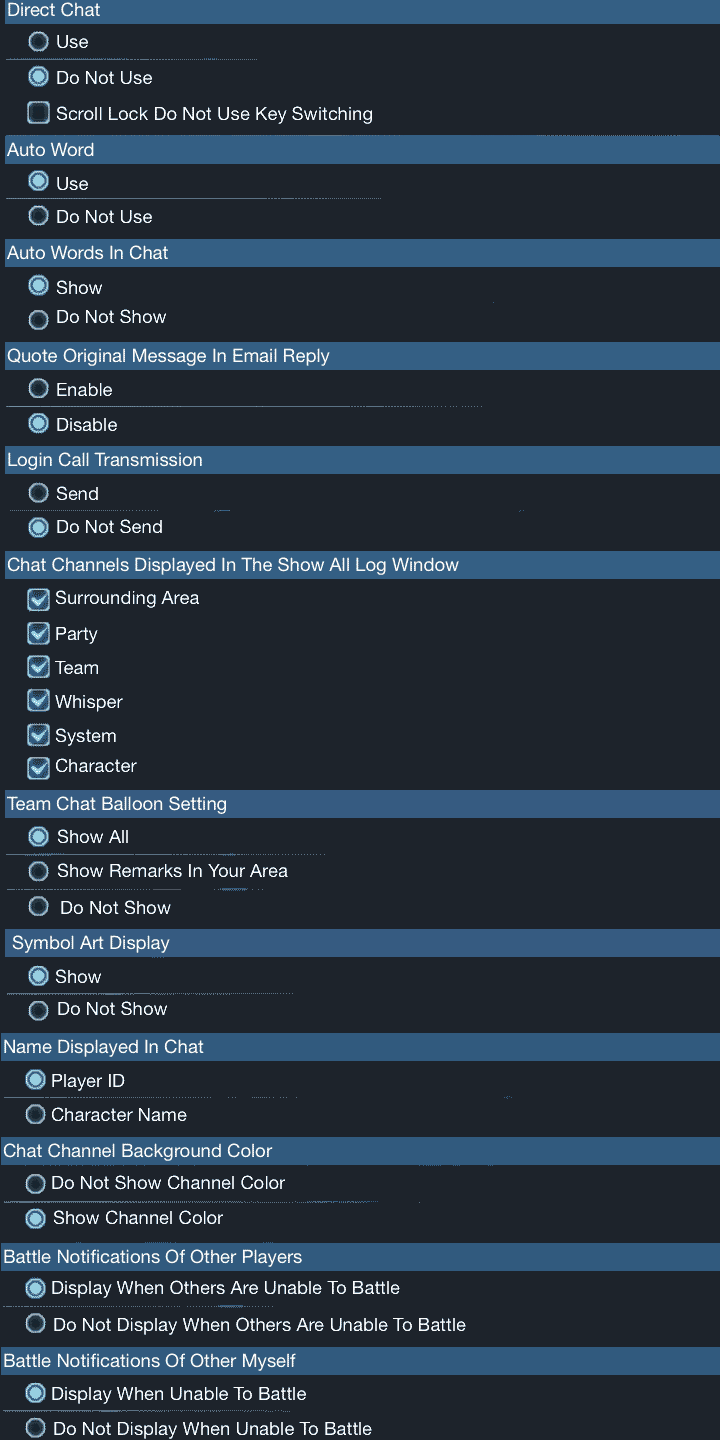 Direct Chat
Use
Do Not Use
Scroll Lock Do Not Use Key Switching
Auto Word
Use
Do Not Use
Auto Words In Chat
Show
Do Not Show
Quote Original Message In Email Reply
Enable
Disable
Login Call Transmission
Send
Do Not Send
Chat Channels Displayed In The Show All Log Window
Surrounding Area
Party
Team
Whisper
System
Character
Team Chat Balloon Setting
Show All
Show Remarks In Your Area
Do Not Show
Symbol Art Display
Show
Do Not Show
Name Displayed In Chat
Player ID
Character Name
Chat Channel Background Color
Do Not Show Channel Color
Show Channel Color
Battle Notifications Of Other Players
Display When Others Are Unable To Battle
Do Not Display When Others Are Unable To Battle
Battle Notifications Of Other Myself
Display When Unable To Battle
Do Not Display When Unable To Battle